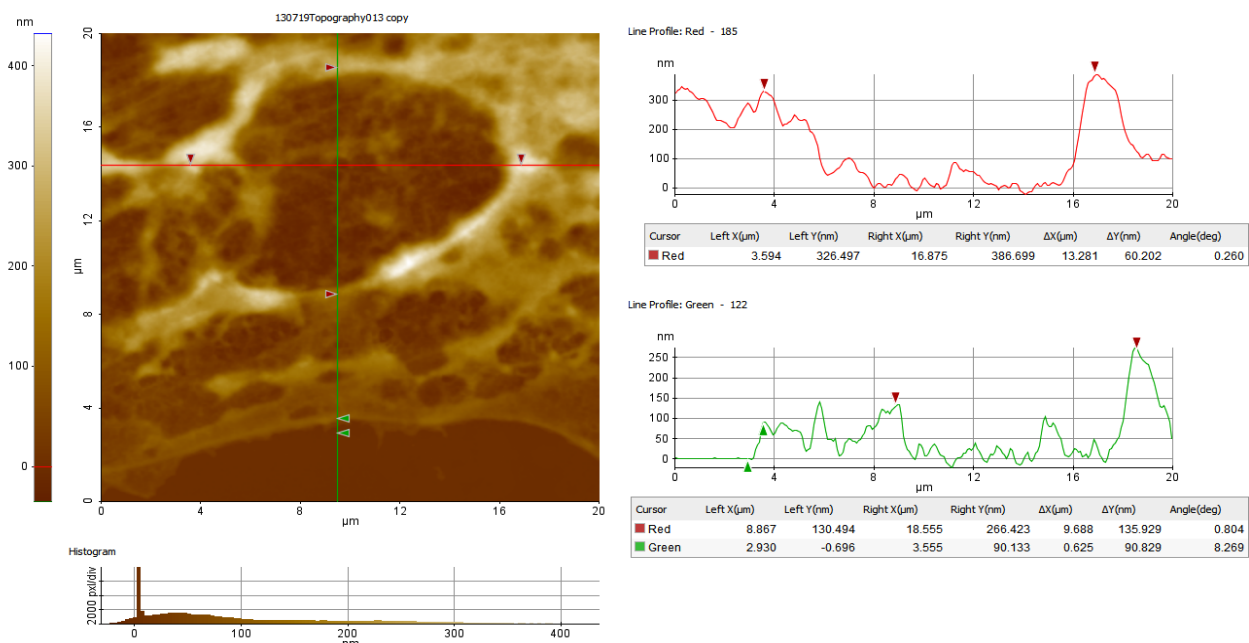 130719Topography013 copy
nm
400
300
200
100
0
20
16
12
8
4
0
µm
0 4 8 12 16 20
µm
Histogram
2000 pxl/div
0 100 200 300 400
nm
Line Profile: Red - 185
nm
300
200
100
0
0 4 8 12 16 20
µm
Cursor Left X(µm) Left Y(nm) Right X(µm) Right Y(nm) ΔX(µm) ΔY(nm) Angle(deg)
Red 3.594 326.497 16.875 386.699 13.281 60.202 0.260
Line Profile: Green - 122
nm
250
200
150
100
50
0
0 4 8 12 16 20
µm
Cursor Left X(µm) Left Y(nm) Right X(µm) Right Y(nm) ΔX(µm) ΔY(nm) Angle(deg)
Red 8.867 130.494 18.555 266.423 9.688 135.929 0.804
Green 2.930 -0.696 3.555 90.133 0.625 90.829 8.269